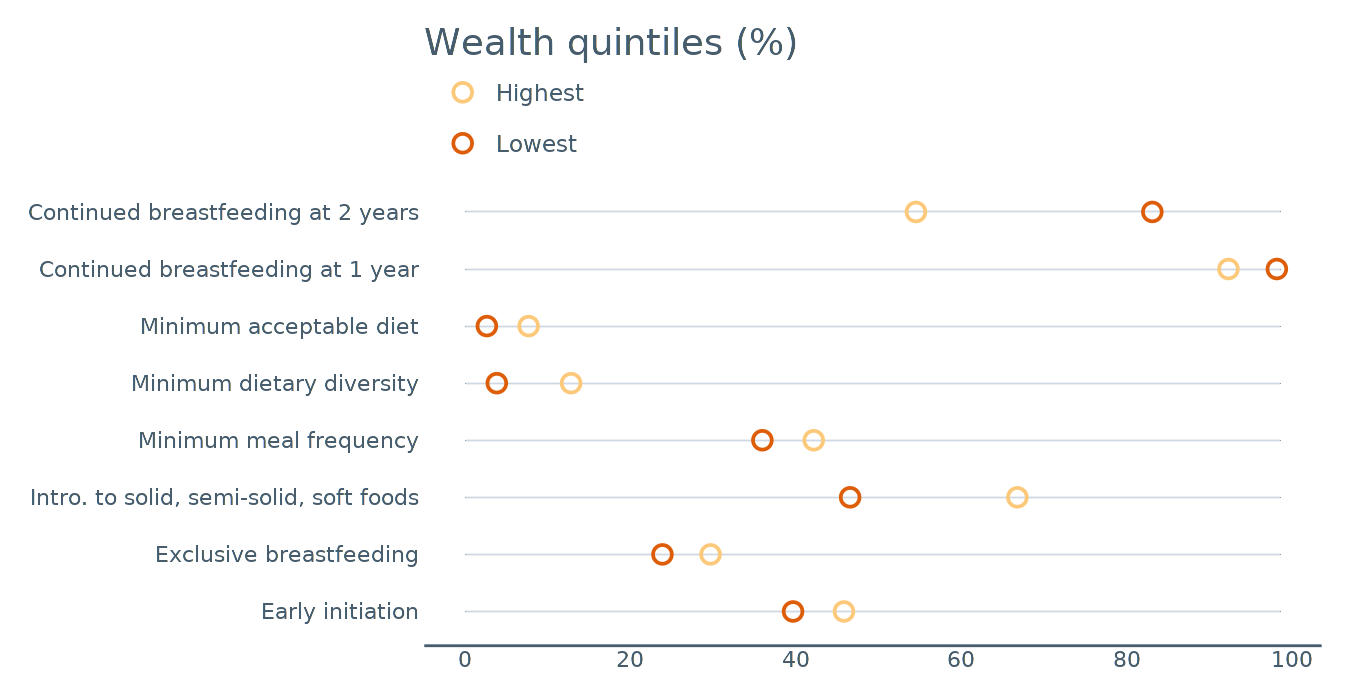 Wealth quintiles (%)
Highest
Lowest
Continued breastfeeding at 2 years
Continued breastfeeding at 1 year
Minimum acceptable diet
Minimum dietary diversity
Minimum meal frequency
Intro. to solid, semi-solid, soft foods
Exclusive breastfeeding
Early initiation
0 20 40 60 80 100